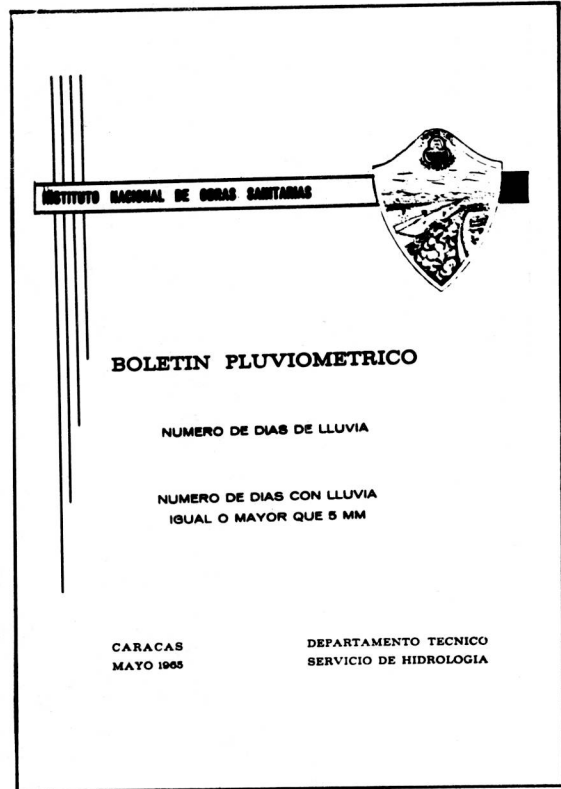 INSTITUTO NACIONAL DE OBRAS SANITARIAS
BOLETIN PLUVIOMETRICO
NUMERO DE DIAS DE LLUVIA
NUMERO DE DIAS CON LLUVIA
IGUAL O MAYOR QUE 5 MM
CARACAS
MAYO 1965
DEPARTAMENTO TECNICO
SERVICIO DE HIDROLOGIA